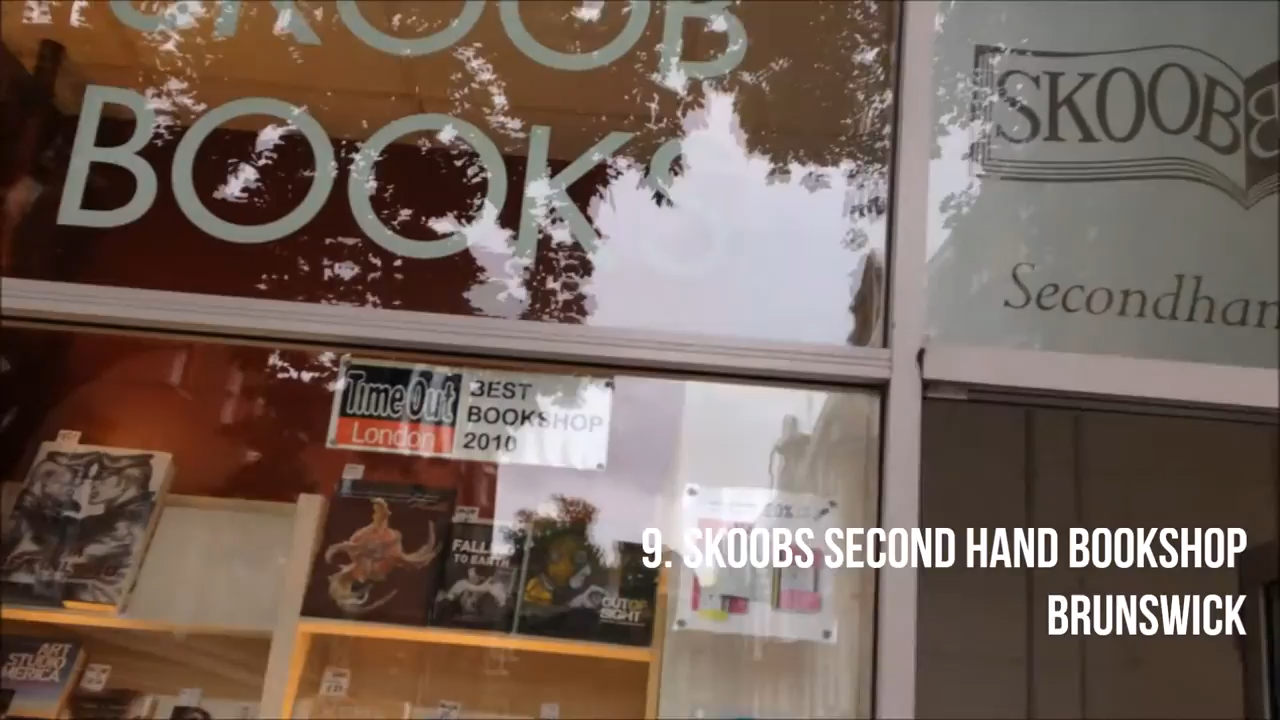 SKOOB
BOOKS
SKOOB
Secondhan
Time Out
London
BEST
BOOKSHOP
2010
FALLING
TO EARTH
OUT OF
SIGHT
ART
STUDIO
MERICA
9. SKOOBS SECOND HAND BOOKSHOP
BRUNSWICK